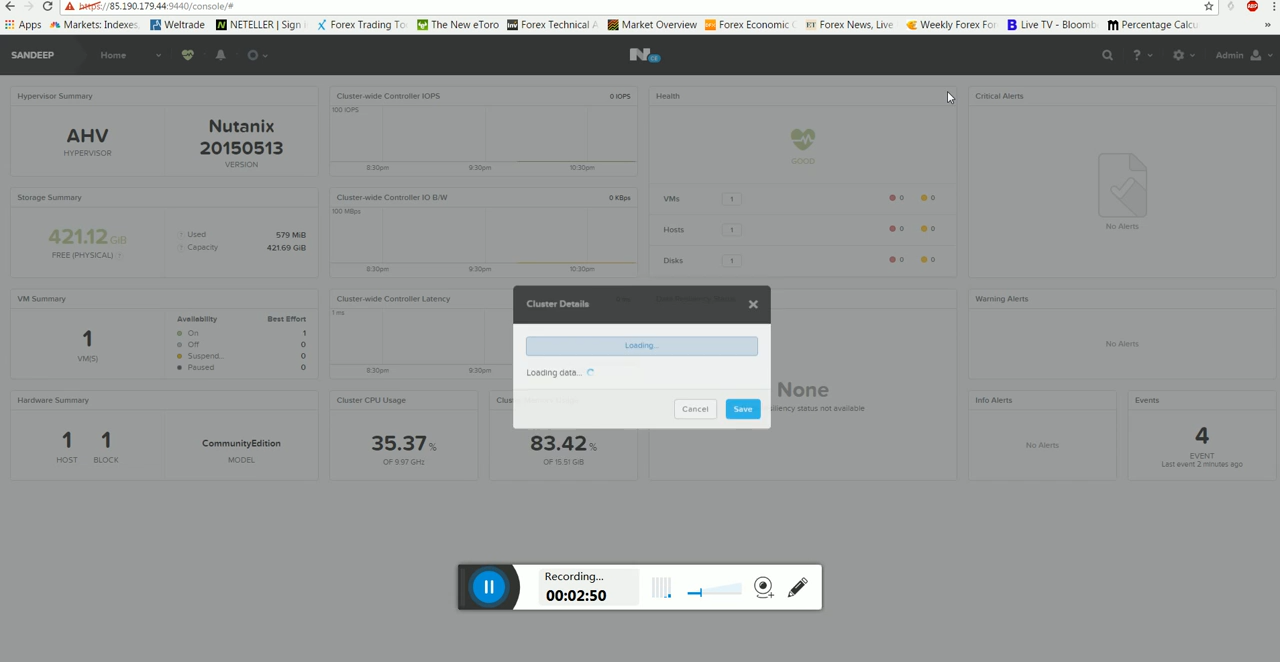 https://85.190.179.44:9440/console/#
Apps Markets: Indexes, Weltrade NETELLER | Sign Forex Trading To The New eToro Forex Technical A Market Overview Forex Economic C Forex News, Live Weekly Forex For Live TV - Bloomb Percentage Calcu »
SANDEEP Home ? Admin
Hypervisor Summary
AHV
HYPERVISOR
Nutanix
20150513
VERSION
Storage Summary
421.12 GiB
FREE (PHYSICAL)
Used 579 MiB
Capacity 421.69 GiB
VM Summary
1
VM(S)
Availability Best Effort
On 1
Off 0
Suspend... 0
Paused 0
Hardware Summary
1 1
HOST BLOCK
CommunityEdition
MODEL
Cluster-wide Controller IOPS 0 IOPS
100 IOPS
8:30pm 9:30pm 10:30pm
Cluster-wide Controller IO B/W 0 KBps
100 MBps
8:30pm 9:30pm 10:30pm
Cluster-wide Controller Latency
1 ms
8:30pm 9:30pm
Cluster CPU Usage
35.37 %
OF 9.97 GHz
83.42 %
OF 15.51 GiB
Health
GOOD
VMs 1 0 0
Hosts 1 0 0
Disks 1 0 0
None
siliency status not available
Critical Alerts
No Alerts
Warning Alerts
No Alerts
Info Alerts
No Alerts
Events
4
EVENT
Last event 2 minutes ago
Cluster Details
Loading...
Loading data...
Cancel Save
Recording...
00:02:50